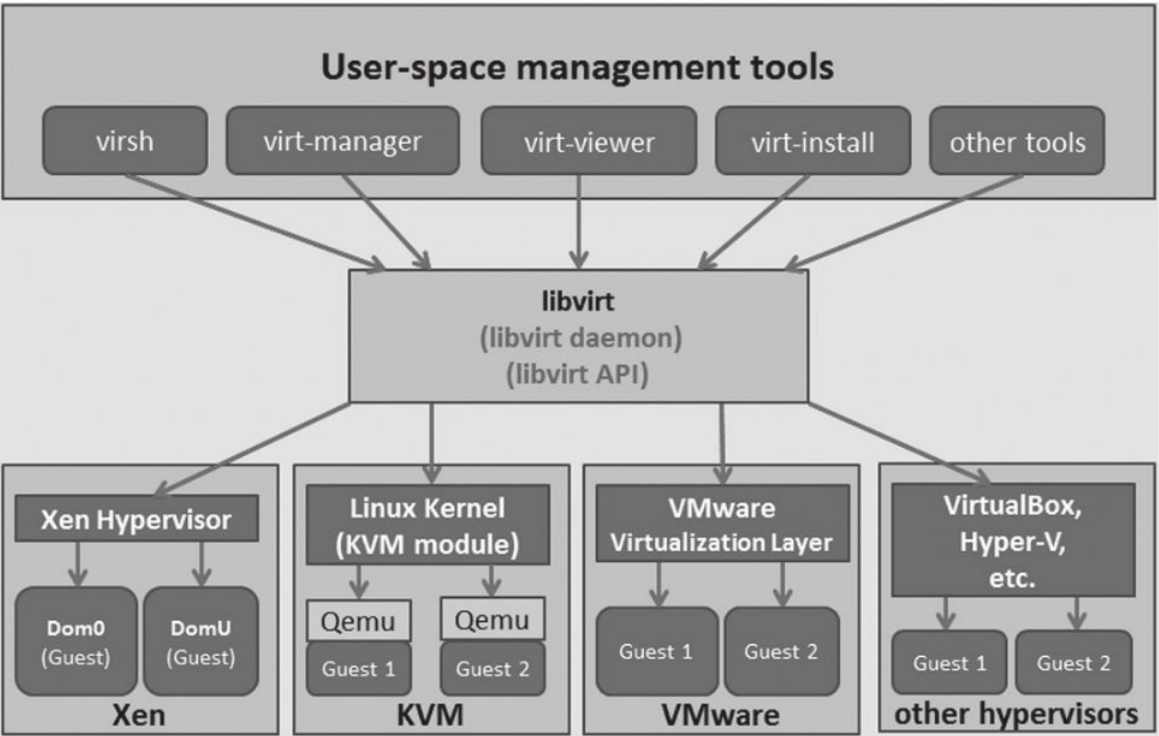 User-space management tools
virsh
virt-manager
virt-viewer
virt-install
other tools
libvirt
(libvirt daemon)
(libvirt API)
Xen Hypervisor
Dom0
(Guest)
DomU
(Guest)
Xen
Linux Kernel
(KVM module)
Qemu
Guest 1
Qemu
Guest 2
KVM
VMware
Virtualization Layer
Guest 1
Guest 2
VMware
VirtualBox,
Hyper-V,
etc.
Guest 1
Guest 2
other hypervisors